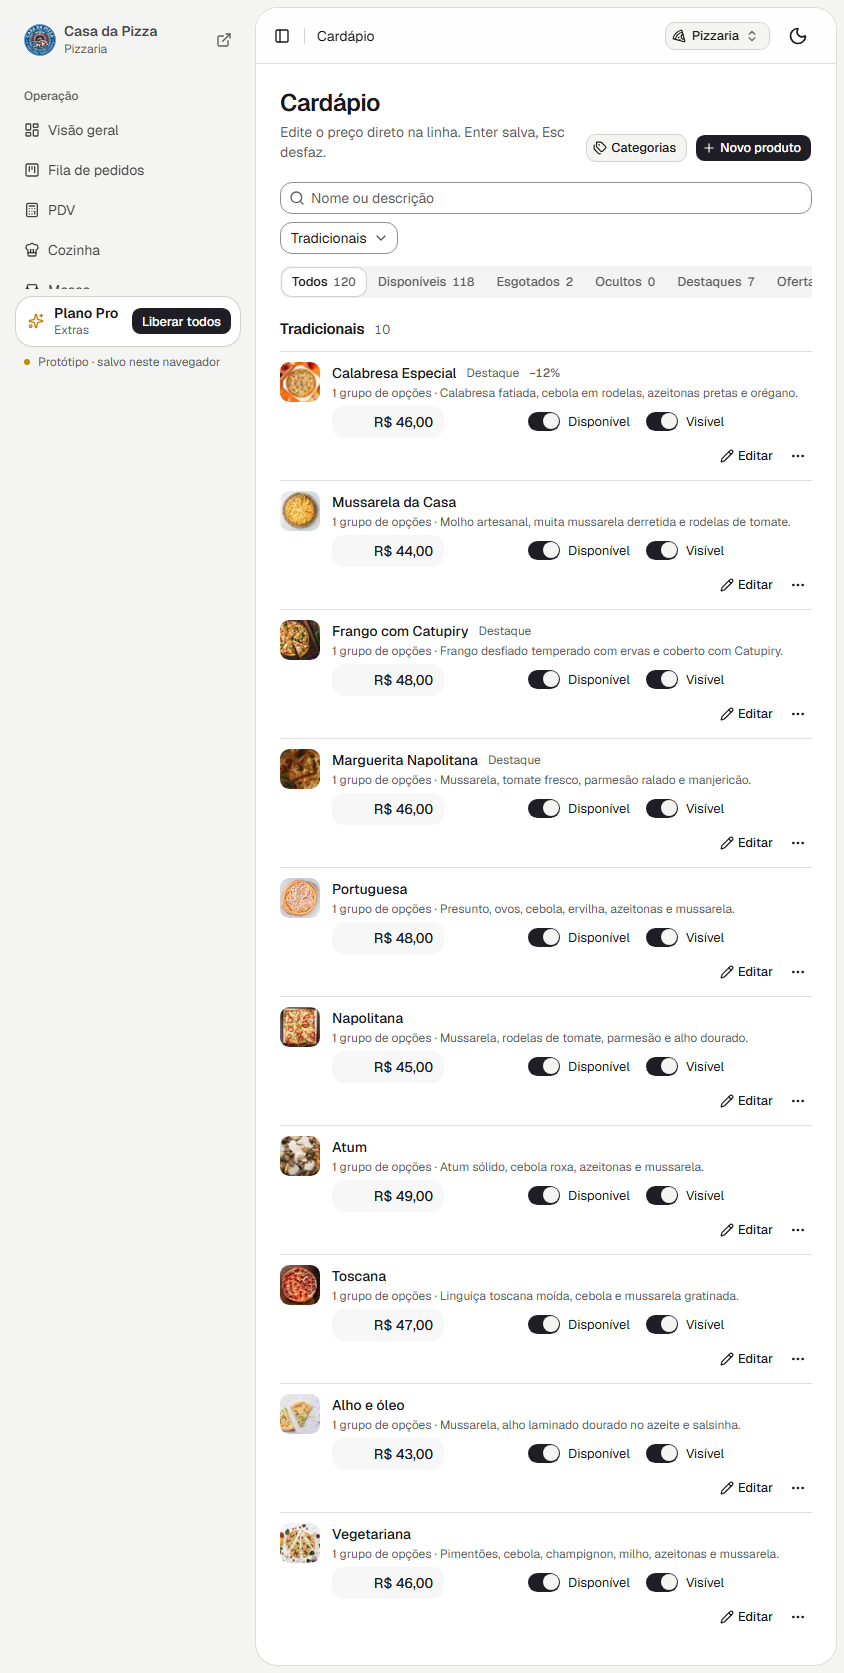 Casa da Pizza
Pizzaria
Operação
Visão geral
Fila de pedidos
PDV
Cozinha
Plano Pro
Extras
Liberar todos
Protótipo · salvo neste navegador
Cardápio
Pizzaria
Cardápio
Edite o preço direto na linha. Enter salva, Esc
desfaz.
Categorias
Novo produto
Nome ou descrição
Tradicionais
Todos 120 Disponíveis 118 Esgotados 2 Ocultos 0 Destaques 7
Tradicionais 10
Calabresa Especial Destaque −12%
1 grupo de opções · Calabresa fatiada, cebola em rodelas, azeitonas pretas e orégano.
R$ 46,00 Disponível Visível
Editar
Mussarela da Casa
1 grupo de opções · Molho artesanal, muita mussarela derretida e rodelas de tomate.
R$ 44,00 Disponível Visível
Editar
Frango com Catupiry Destaque
1 grupo de opções · Frango desfiado temperado com ervas e coberto com Catupiry.
R$ 48,00 Disponível Visível
Editar
Marguerita Napolitana Destaque
1 grupo de opções · Mussarela, tomate fresco, parmesão ralado e manjericão.
R$ 46,00 Disponível Visível
Editar
Portuguesa
1 grupo de opções · Presunto, ovos, cebola, ervilha, azeitonas e mussarela.
R$ 48,00 Disponível Visível
Editar
Napolitana
1 grupo de opções · Mussarela, rodelas de tomate, parmesão e alho dourado.
R$ 45,00 Disponível Visível
Editar
Atum
1 grupo de opções · Atum sólido, cebola roxa, azeitonas e mussarela.
R$ 49,00 Disponível Visível
Editar
Toscana
1 grupo de opções · Linguiça toscana moída, cebola e mussarela gratinada.
R$ 47,00 Disponível Visível
Editar
Alho e óleo
1 grupo de opções · Mussarela, alho laminado dourado no azeite e salsinha.
R$ 43,00 Disponível Visível
Editar
Vegetariana
1 grupo de opções · Pimentões, cebola, champignon, milho, azeitonas e mussarela.
R$ 46,00 Disponível Visível
Editar